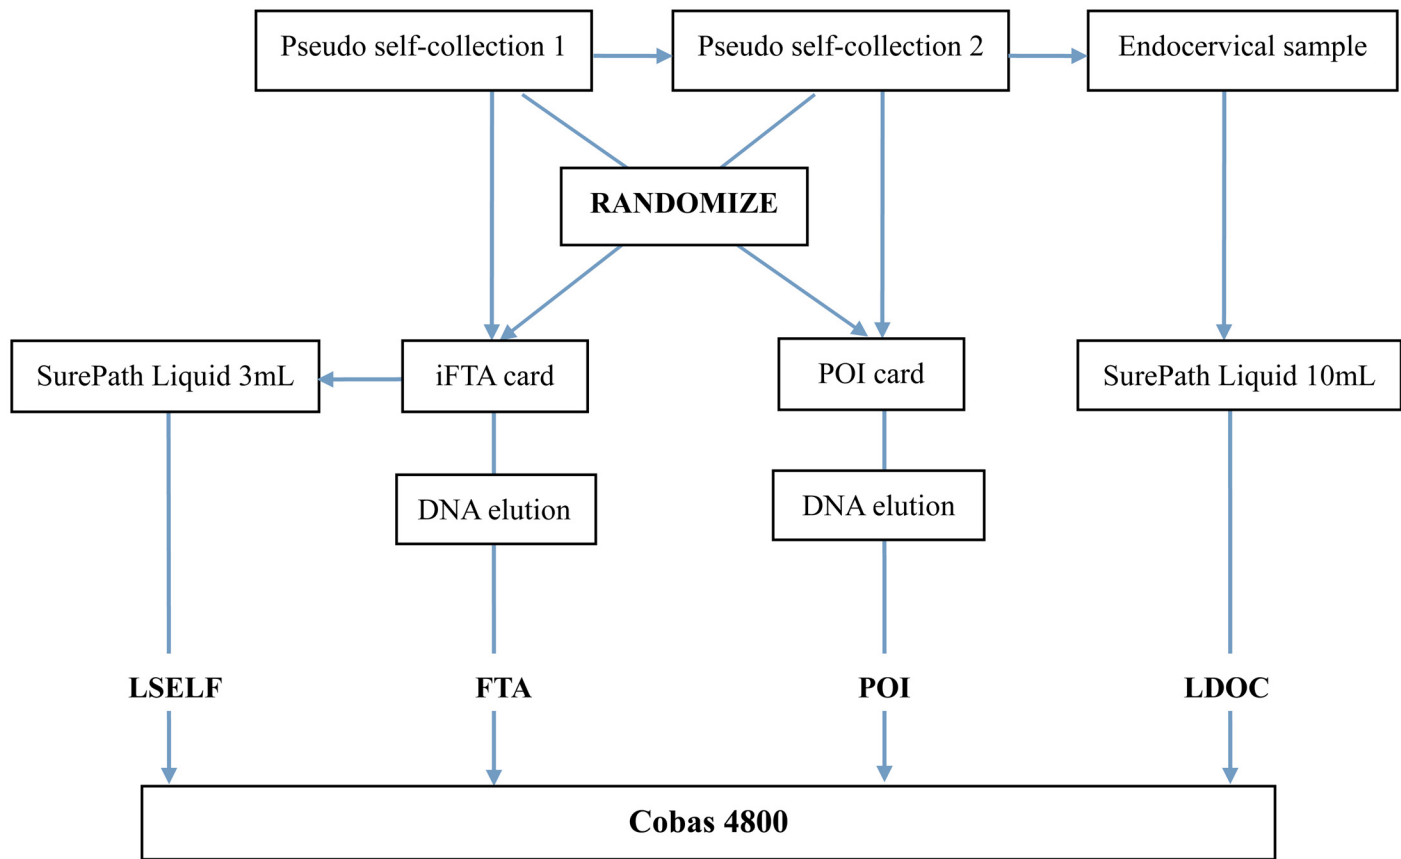 Pseudo self-collection 1
Pseudo self-collection 2
Endocervical sample
RANDOMIZE
SurePath Liquid 3mL
iFTA card
POI card
SurePath Liquid 10mL
DNA elution
DNA elution
LSELF
FTA
POI
LDOC
Cobas 4800